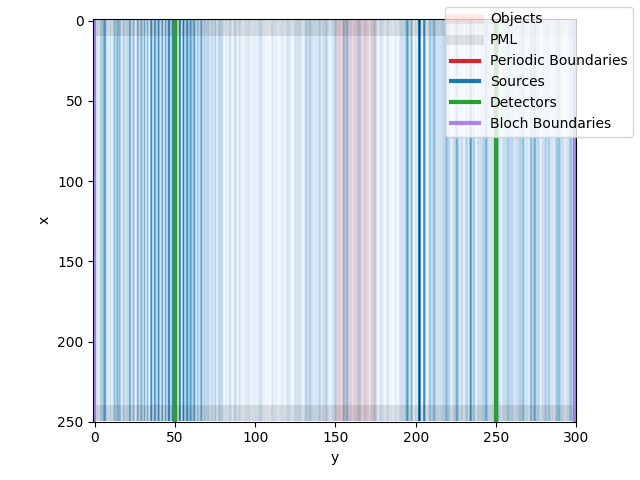 Objects
PML
Periodic Boundaries
Sources
Detectors
Bloch Boundaries
0
50
100
150
200
250
x
0 50 100 150 200 250 300
y